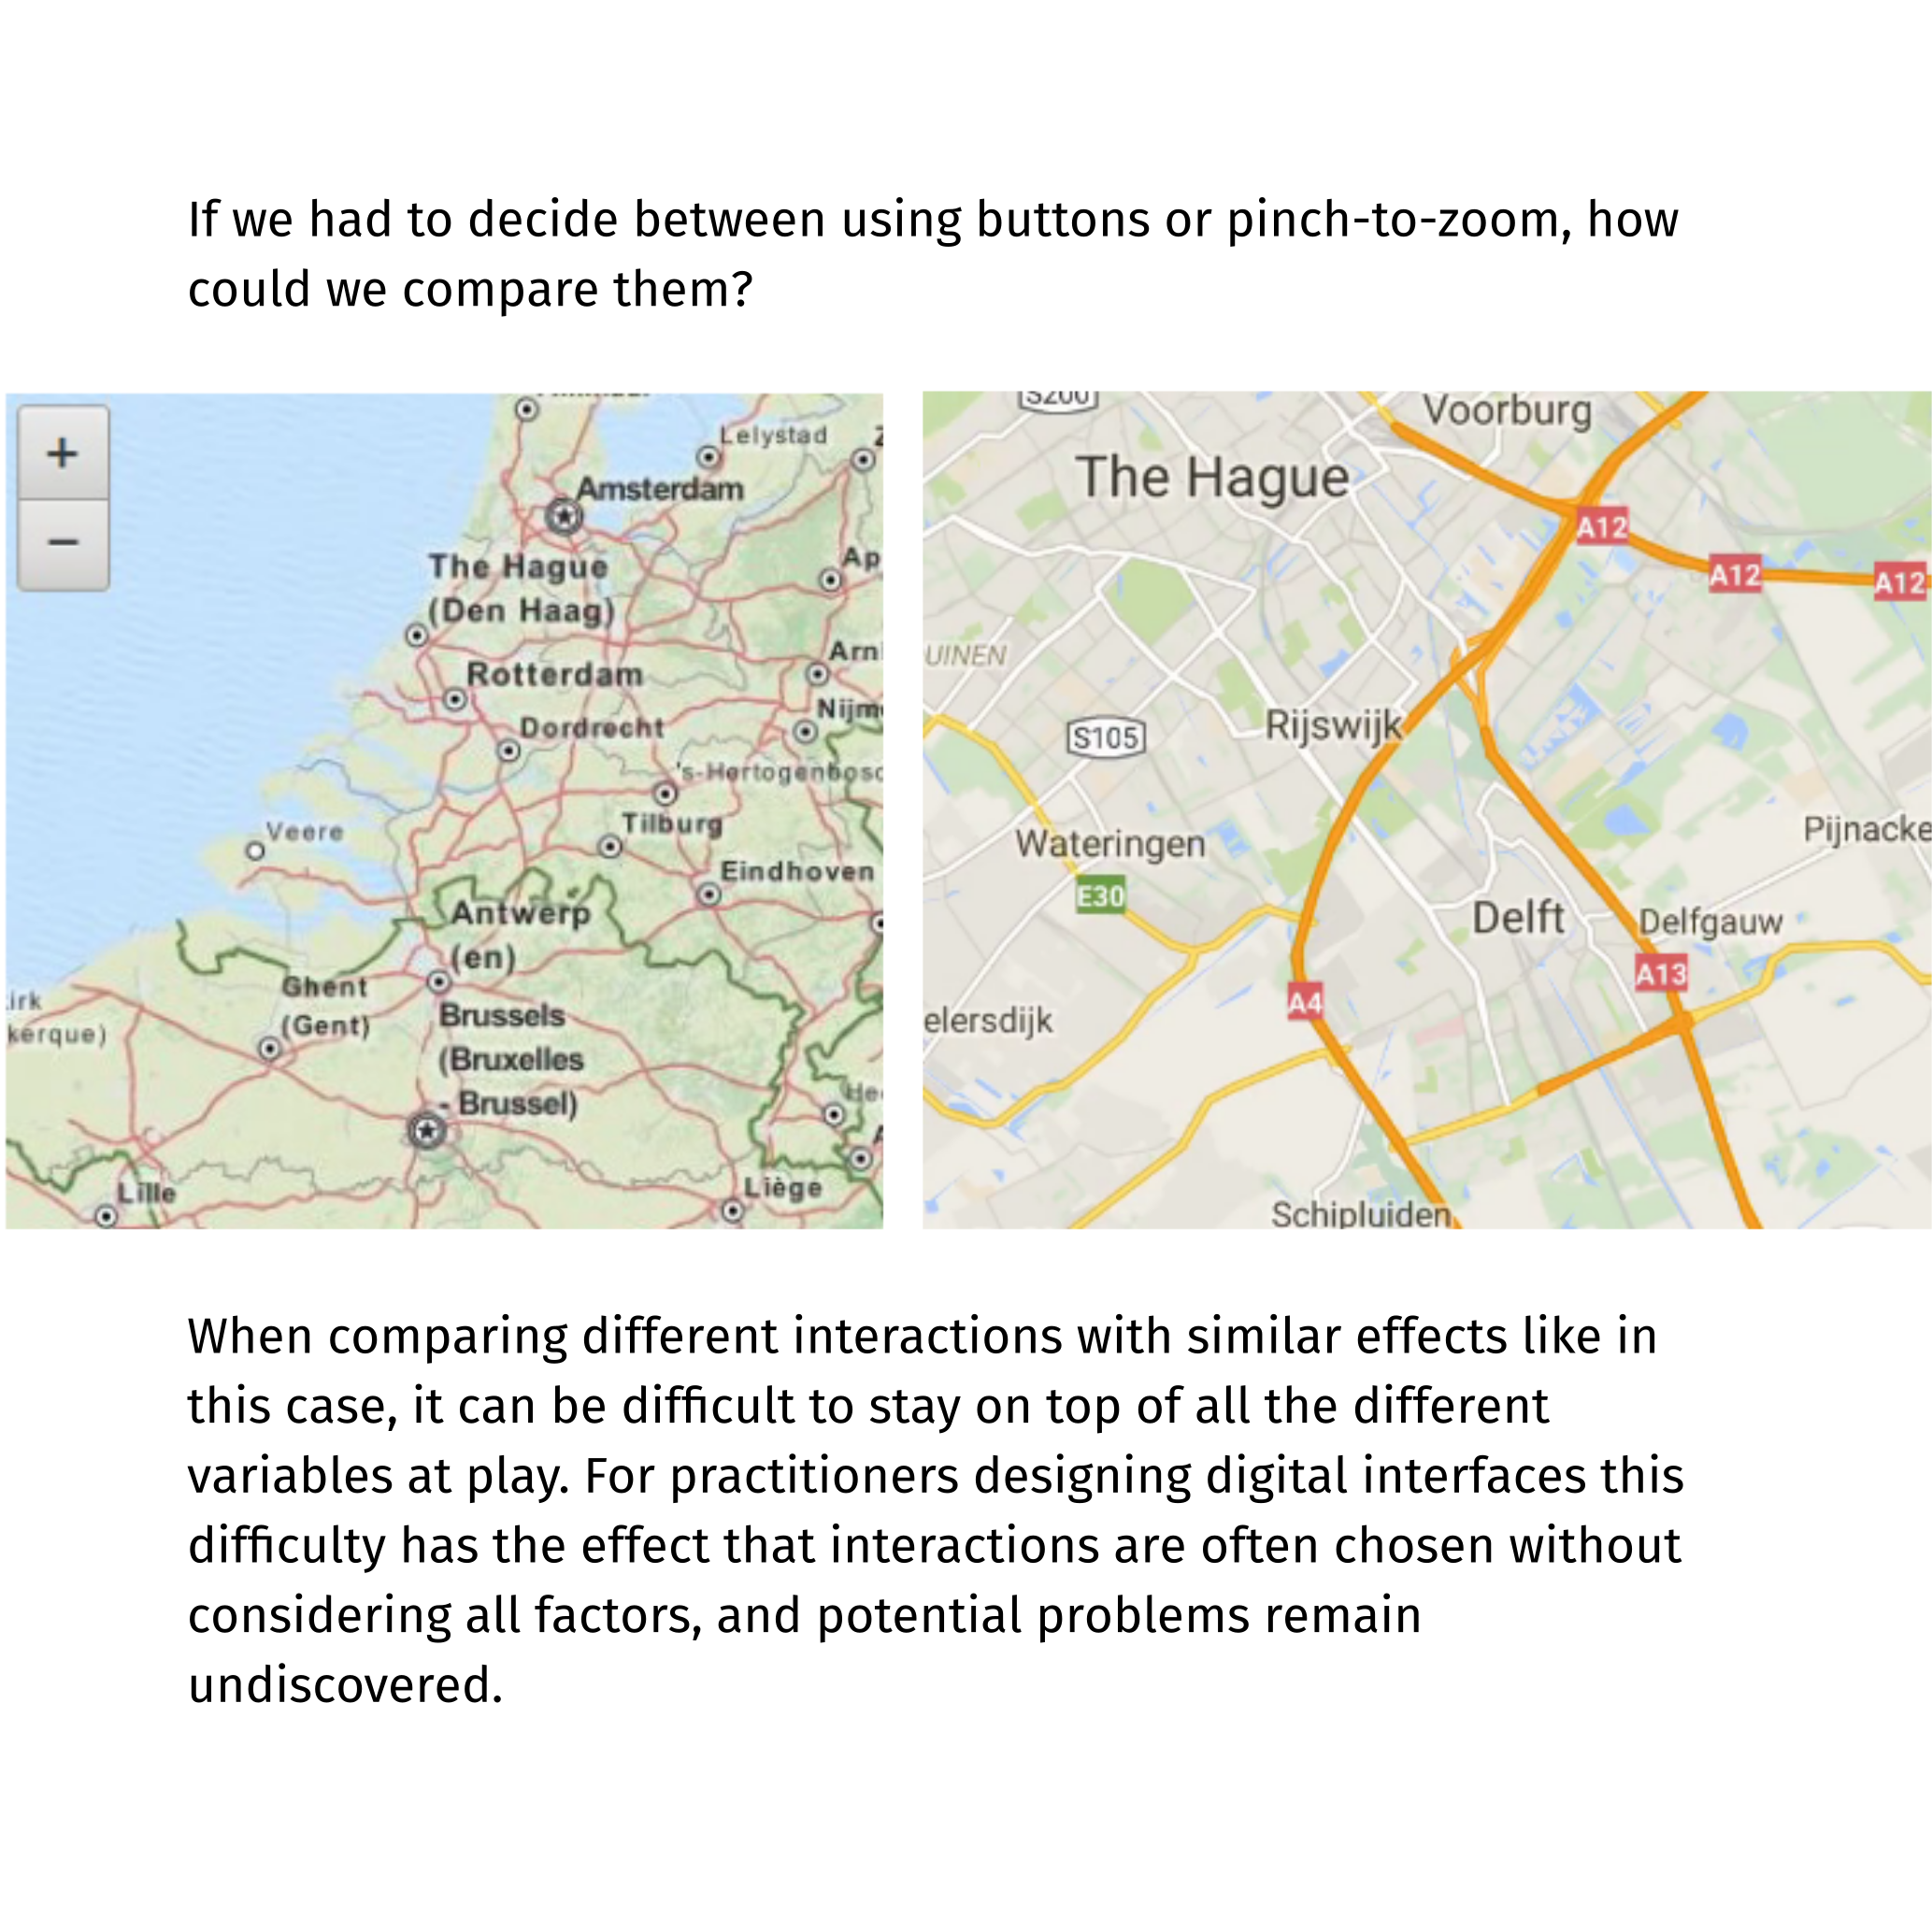 If we had to decide between using buttons or pinch-to-zoom, how
could we compare them?
+
−
Lelystad
Amsterdam
The Hague
(Den Haag)
Rotterdam
Dordrecht
's-Hertogenbosc
Tilburg
Veere
Eindhoven
Antwerp
(en)
Ghent
(Gent)
Brussels
(Bruxelles
- Brussel)
Lille
Liège
Ap
Arn
Nijm
irk
kerque)
S200
Voorburg
The Hague
A12
A12
A12
UINEN
S105
Rijswijk
Wateringen
E30
Pijnacke
Delft
Delfgauw
A13
A4
elersdijk
Schipluiden
When comparing different interactions with similar effects like in
this case, it can be difficult to stay on top of all the different
variables at play. For practitioners designing digital interfaces this
difficulty has the effect that interactions are often chosen without
considering all factors, and potential problems remain
undiscovered.